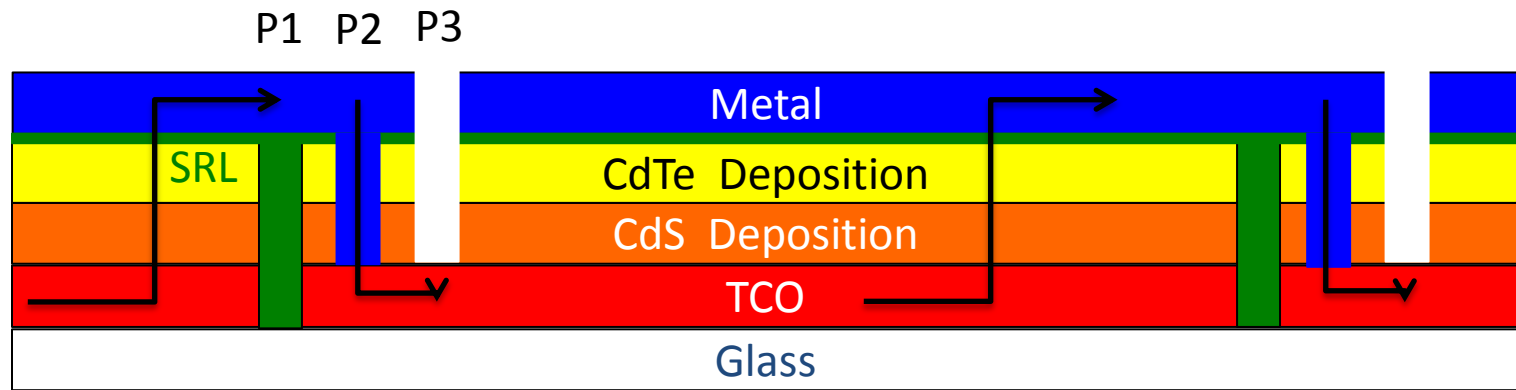 P1 P2 P3
Metal
SRL
CdTe Deposition
CdS Deposition
TCO
Glass